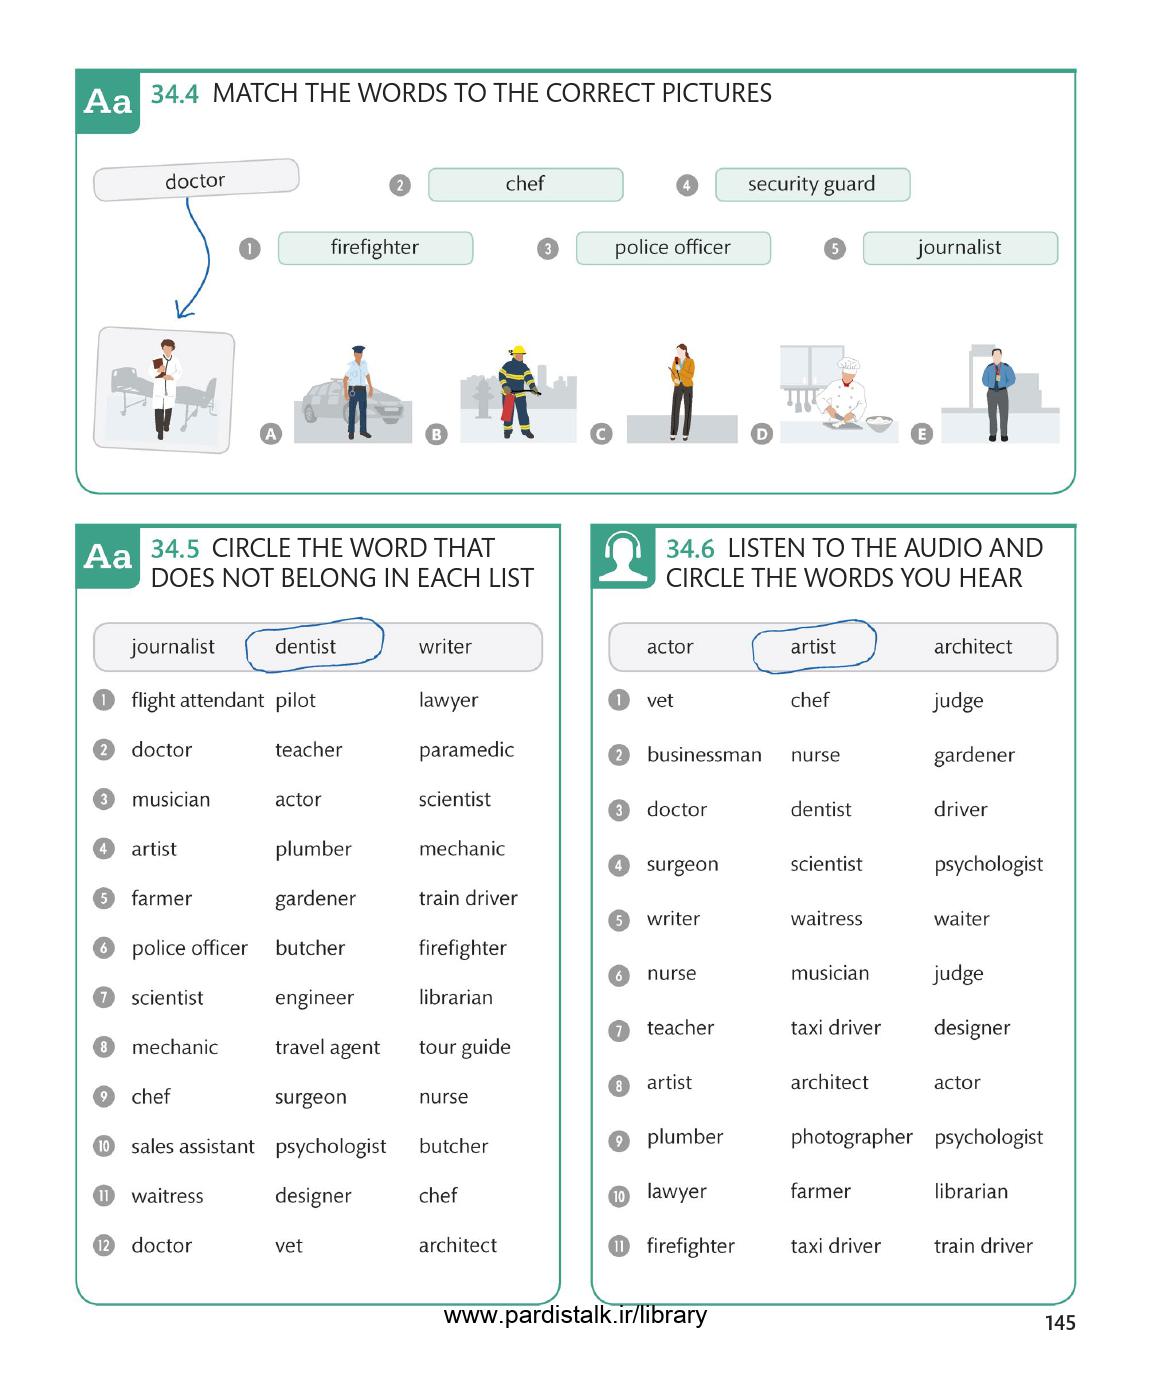 Aa 34.4 MATCH THE WORDS TO THE CORRECT PICTURES
doctor 2 chef 4 security guard
1 firefighter 3 police officer 5 journalist
A B C D E
Aa 34.5 CIRCLE THE WORD THAT
DOES NOT BELONG IN EACH LIST
journalist dentist writer
1 flight attendant pilot lawyer
2 doctor teacher paramedic
3 musician actor scientist
4 artist plumber mechanic
5 farmer gardener train driver
6 police officer butcher firefighter
7 scientist engineer librarian
8 mechanic travel agent tour guide
9 chef surgeon nurse
10 sales assistant psychologist butcher
11 waitress designer chef
12 doctor vet architect
34.6 LISTEN TO THE AUDIO AND
CIRCLE THE WORDS YOU HEAR
actor artist architect
1 vet chef judge
2 businessman nurse gardener
3 doctor dentist driver
4 surgeon scientist psychologist
5 writer waitress waiter
6 nurse musician judge
7 teacher taxi driver designer
8 artist architect actor
9 plumber photographer psychologist
10 lawyer farmer librarian
11 firefighter taxi driver train driver
www.pardistalk.ir/library
145